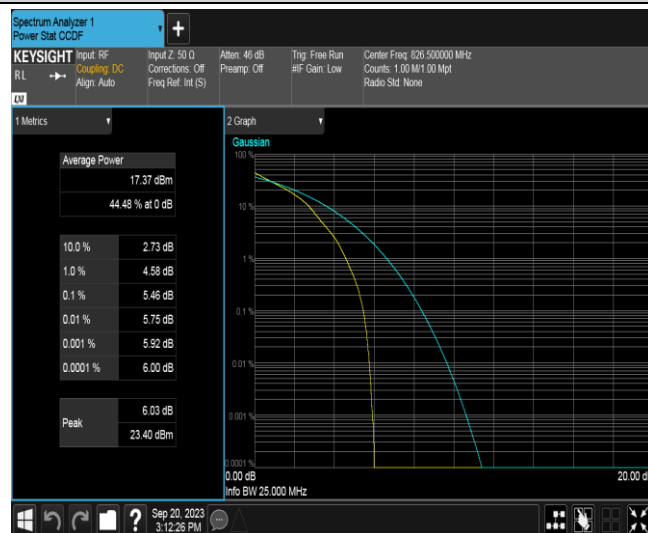 Spectrum Analyzer 1
Power Stat CCDF
+
KEYSIGHT Input: RF Input Z: 50 Ω Atten: 46 dB Trig: Free Run Center Freq: 826.500000 MHz
RL Coupling: DC Corrections: Off Preamp: Off #IF Gain: Low Counts: 1.00 M/1.00 Mpt
Align: Auto Freq Ref: Int (S) Radio Std: None
LXI
1 Metrics 2 Graph
Gaussian
Average Power
17.37 dBm
44.48 % at 0 dB
10.0 % 2.73 dB
1.0 % 4.58 dB
0.1 % 5.46 dB
0.01 % 5.75 dB
0.001 % 5.92 dB
0.0001 % 6.00 dB
Peak 6.03 dB
23.40 dBm
100 %
10 %
1 %
0.1 %
0.01 %
0.001 %
0.0001 %
0.00 dB 20.00 d
Info BW 25.000 MHz
? Sep 20, 2023
3:12:26 PM